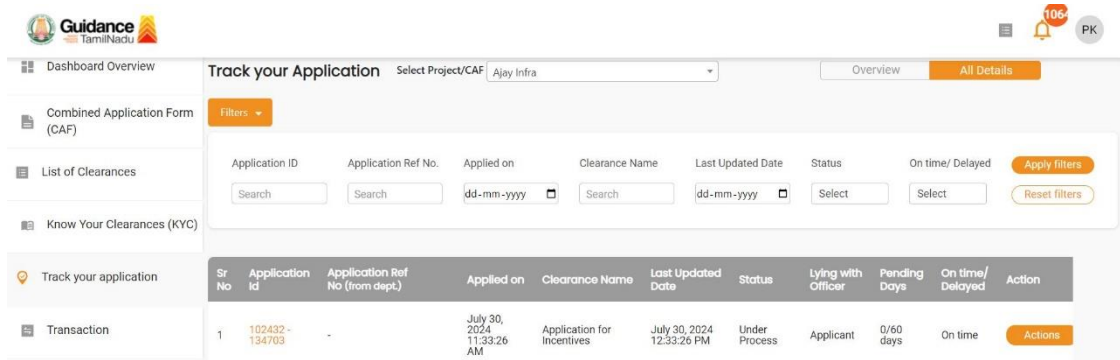 Guidance
TamilNadu
1064
PK
Dashboard Overview
Combined Application Form
(CAF)
List of Clearances
Know Your Clearances (KYC)
Track your application
Transaction
Track your Application Select Project/CAF Ajay Infra
Overview All Details
Filters
Application ID Application Ref No. Applied on Clearance Name Last Updated Date Status On time/ Delayed
Apply filters
Search Search dd-mm-yyyy Search dd-mm-yyyy Select Select
Reset filters
Sr No Application Id Application Ref No (from dept.) Applied on Clearance Name Last Updated Date Status Lying with Officer Pending Days On time/ Delayed Action
1 102432 - 134703 - July 30, 2024 11:33:26 AM Application for Incentives July 30, 2024 12:33:26 PM Under Process Applicant 0/60 days On time Actions